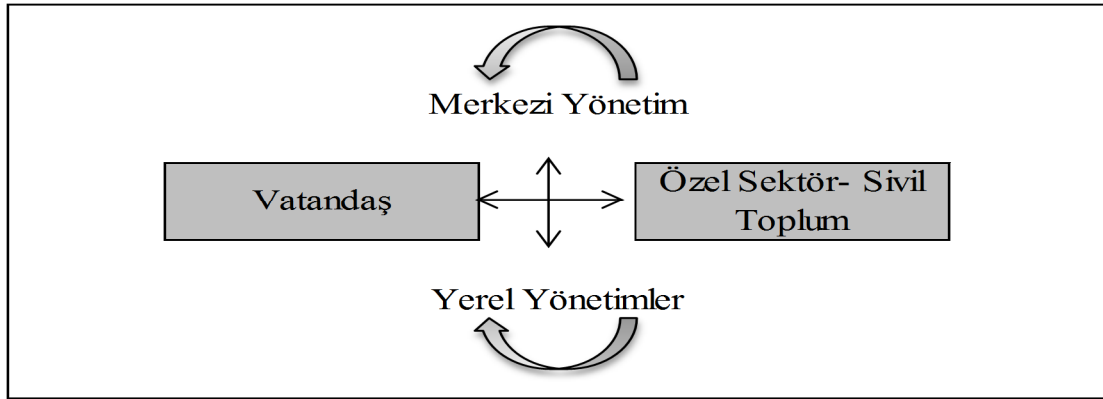 Merkezi Yönetim
Vatandaş
Özel Sektör- Sivil
Toplum
Yerel Yönetimler